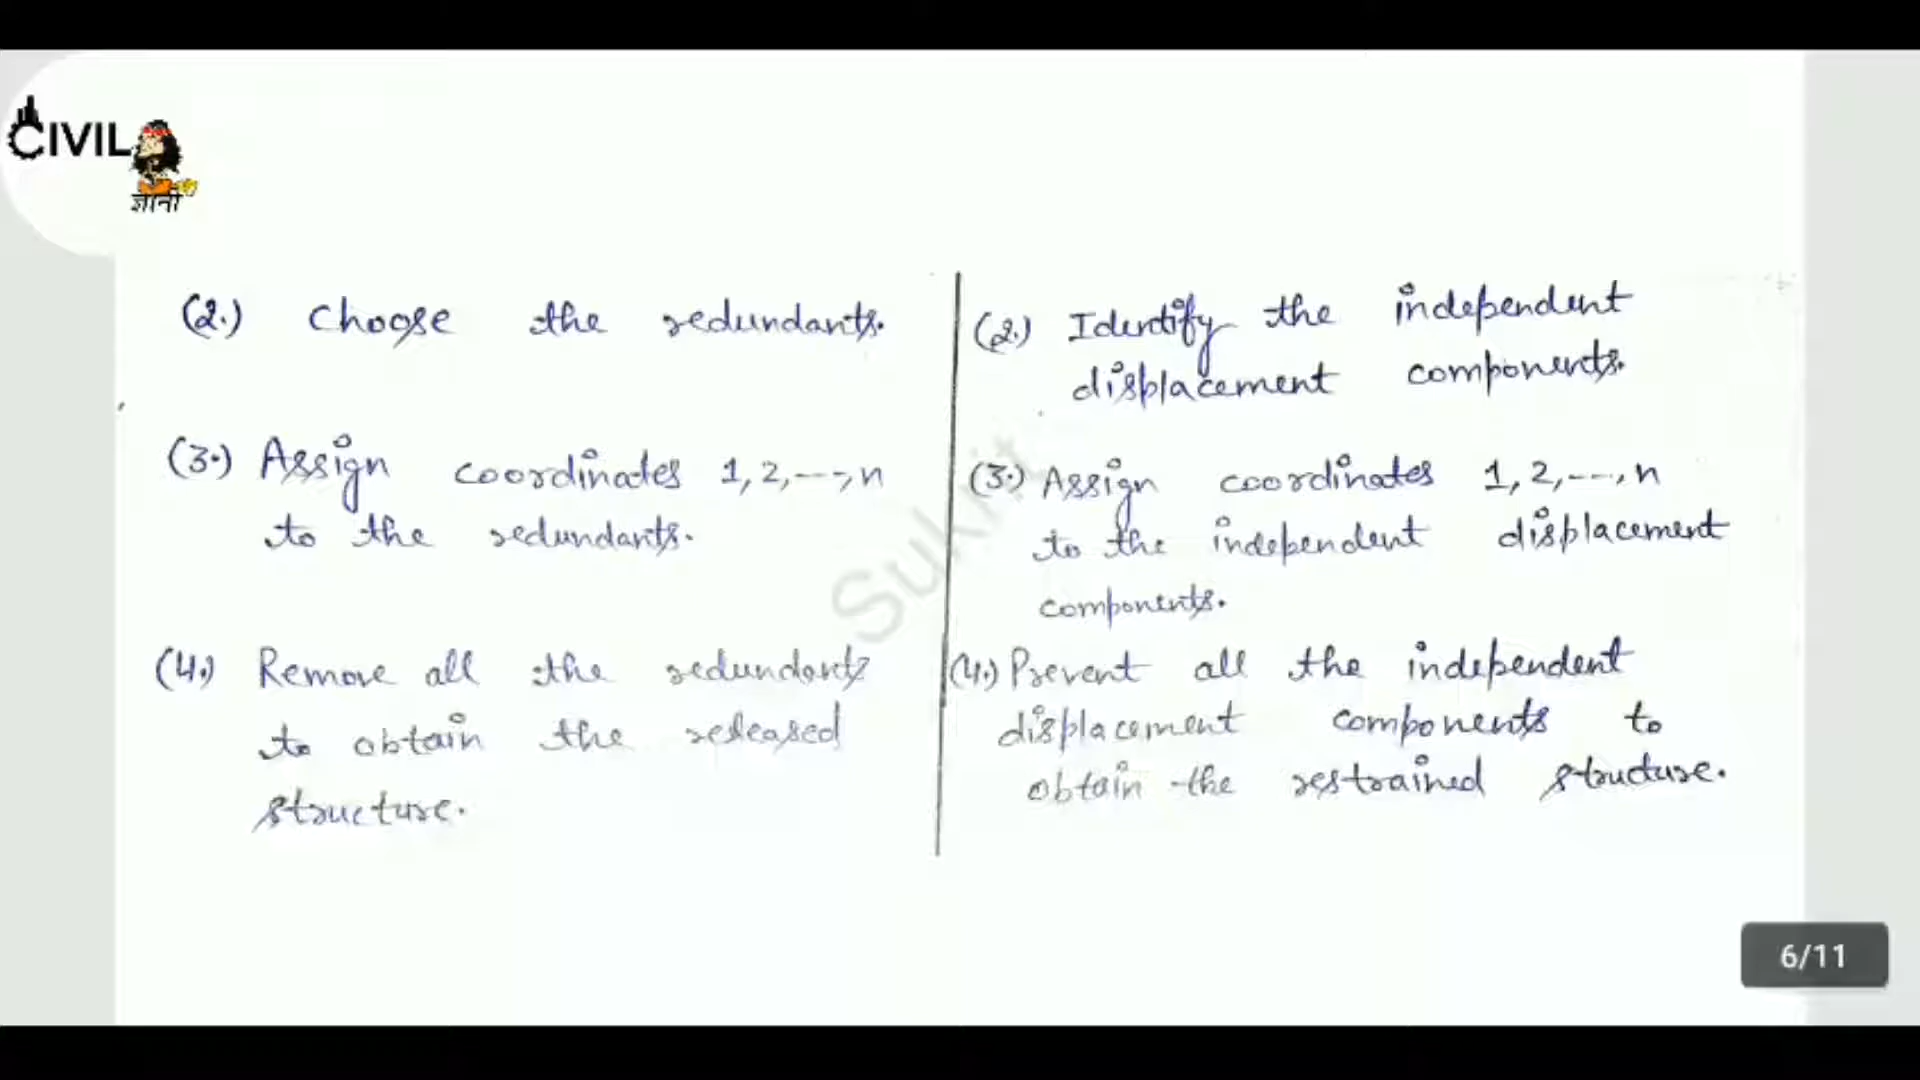 CIVIL
ज्ञानी
(2.) Choose the redundants.
(3.) Assign coordinates 1, 2, ---, n
to the redundants.
(4.) Remove all the redundants
to obtain the released
structure.
(2.) Identify the independent
displacement components.
(3.) Assign coordinates 1, 2, ---, n
to the independent displacement
components.
(4.) Prevent all the independent
displacement components to
obtain the restrained structure.
Sukit
6/11